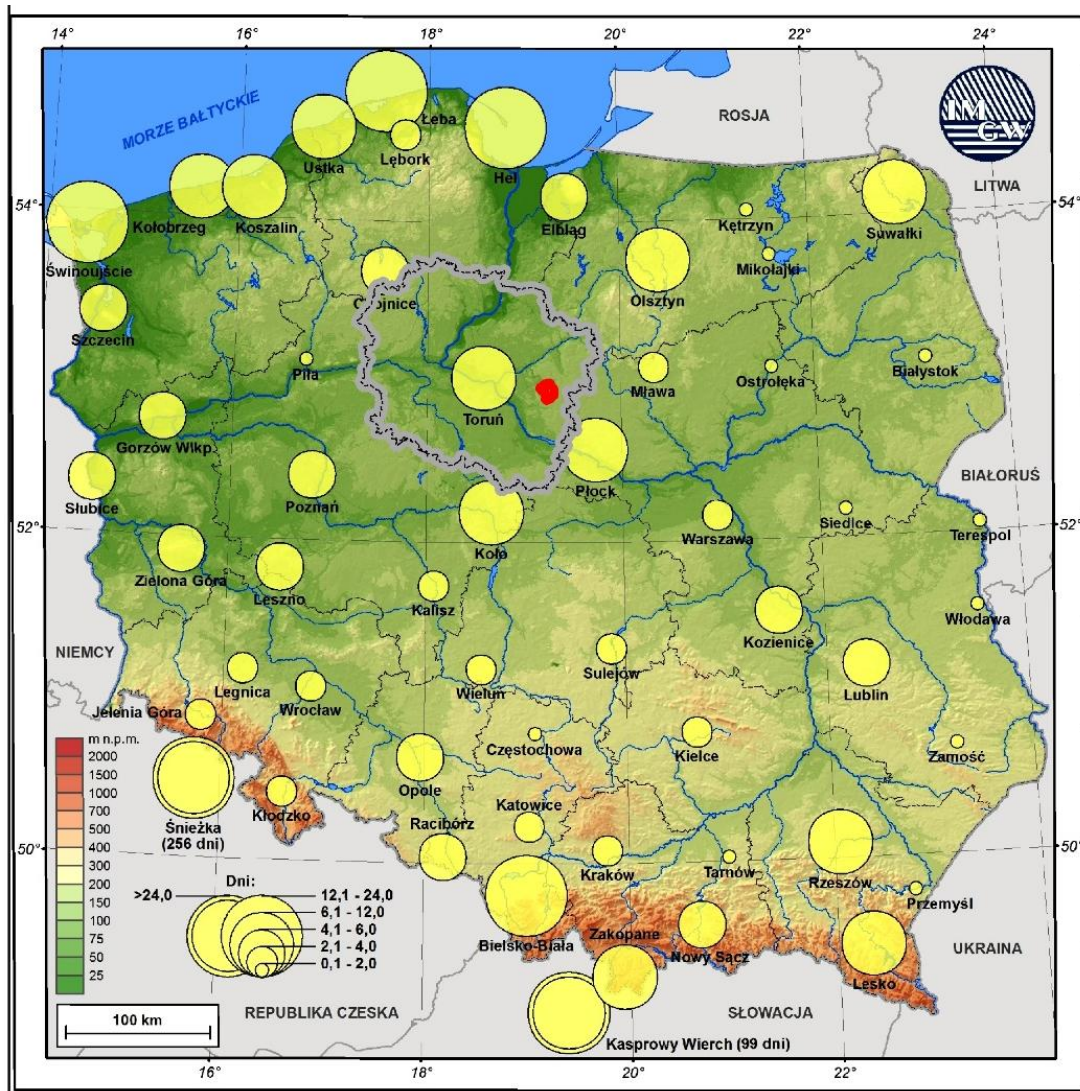 14°
16°
18°
20°
22°
24°
IM
GW
ROSJA
MORZE BAŁTYCKIE
Łeba
Ustka
Lębork
Hel
LITWA
54°
54°
Kołobrzeg
Koszalin
Elbląg
Kętrzyn
Suwałki
Świnoujście
Mikołajki
Olsztyn
Chojnice
Szczecin
Piła
Toruń
Mława
Ostrołęka
Białystok
Gorzów Wlkp.
Płock
BIAŁORUŚ
Słubice
Poznań
Siedlce
52°
52°
Koło
Warszawa
Terespol
Zielona Góra
Leszno
Kalisz
Kozienice
Włodawa
NIEMCY
Legnica
Wrocław
Wieluń
Sulejów
Lublin
Jelenia Góra
Częstochowa
Kielce
Zamość
m n.p.m.
2000
1500
1000
700
500
400
300
200
150
100
75
50
25
Opole
Śnieżka
(256 dni)
Kłodzko
Katowice
Racibórz
50°
50°
Kraków
Tarnów
Rzeszów
Przemyśl
Dni:
>24,0
12,1 - 24,0
6,1 - 12,0
4,1 - 6,0
2,1 - 4,0
0,1 - 2,0
Bielsko-Biała
Zakopane
Nowy Sącz
Lesko
UKRAINA
100 km
REPUBLIKA CZESKA
SŁOWACJA
Kasprowy Wierch (99 dni)
16°
18°
20°
22°